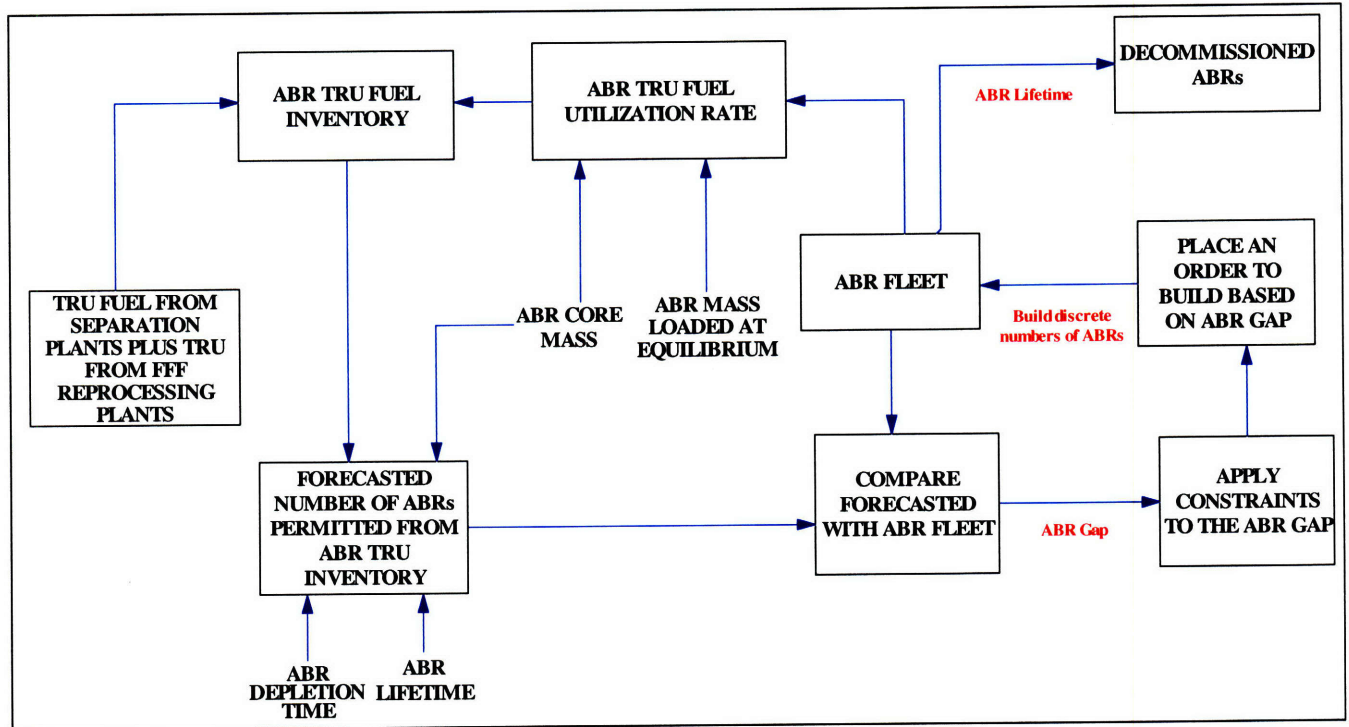 DECOMMISSIONED
ABRs
ABR TRU FUEL
INVENTORY
ABR TRU FUEL
UTILIZATION RATE
ABR Lifetime
ABR FLEET
PLACE AN
ORDER TO
BUILD BASED
ON ABR GAP
Build discrete
numbers of ABRs
TRU FUEL FROM
SEPARATION
PLANTS PLUS TRU
FROM FFF
REPROCESSING
PLANTS
ABR CORE
MASS
ABR MASS
LOADED AT
EQUILIBRIUM
FORECASTED
NUMBER OF ABRs
PERMITTED FROM
ABR TRU
INVENTORY
COMPARE
FORECASTED
WITH ABR FLEET
ABR Gap
APPLY
CONSTRAINTS
TO THE ABR GAP
ABR
DEPLETION
TIME
ABR
LIFETIME